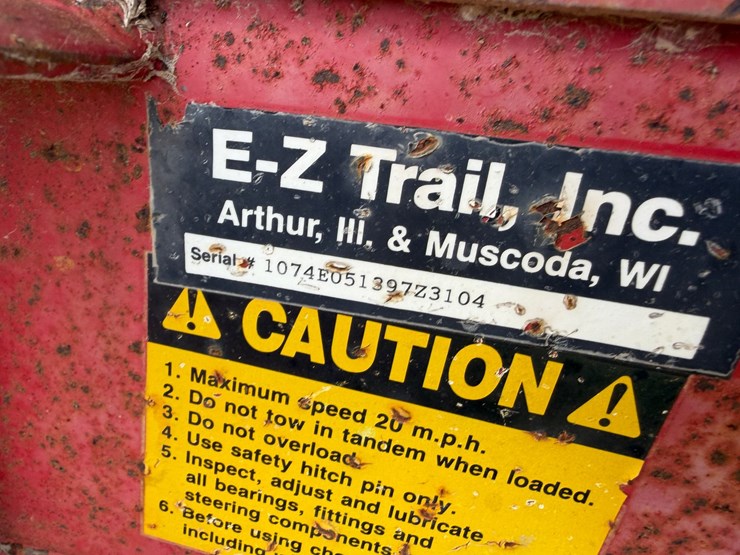 E-Z Trail, Inc.
Arthur, Ill. & Muscoda, WI
Serial # 1074E051397Z3104
CAUTION
1. Maximum speed 20 m.p.h.
2. Do not tow in tandem when loaded.
3. Do not overload.
4. Use safety hitch pin only.
5. Inspect, adjust and lubricate
all bearings, fittings and
steering components.
6. Before using
including